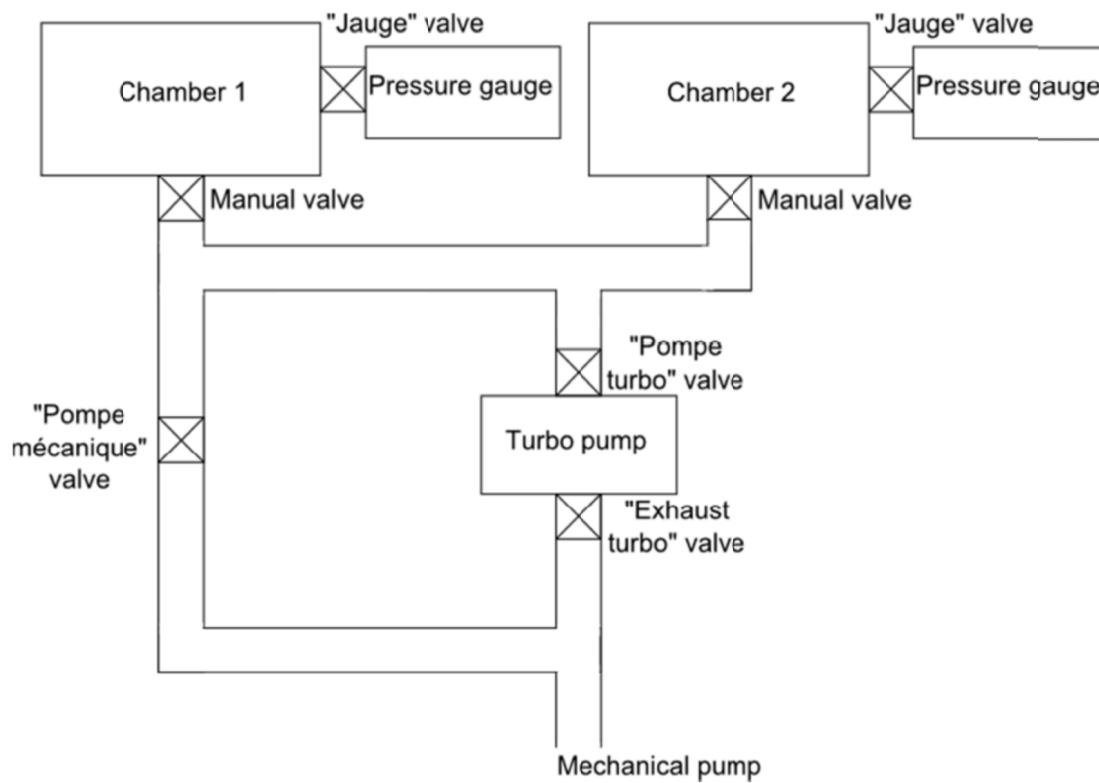 "Jauge" valve
"Jauge" valve
Chamber 1
Pressure gauge
Chamber 2
Pressure gauge
Manual valve
Manual valve
"Pompe
turbo" valve
"Pompe
mécanique"
valve
Turbo pump
"Exhaust
turbo" valve
Mechanical pump